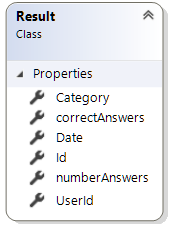 Result
Class
Properties
Category
correctAnswers
Date
Id
numberAnswers
UserId